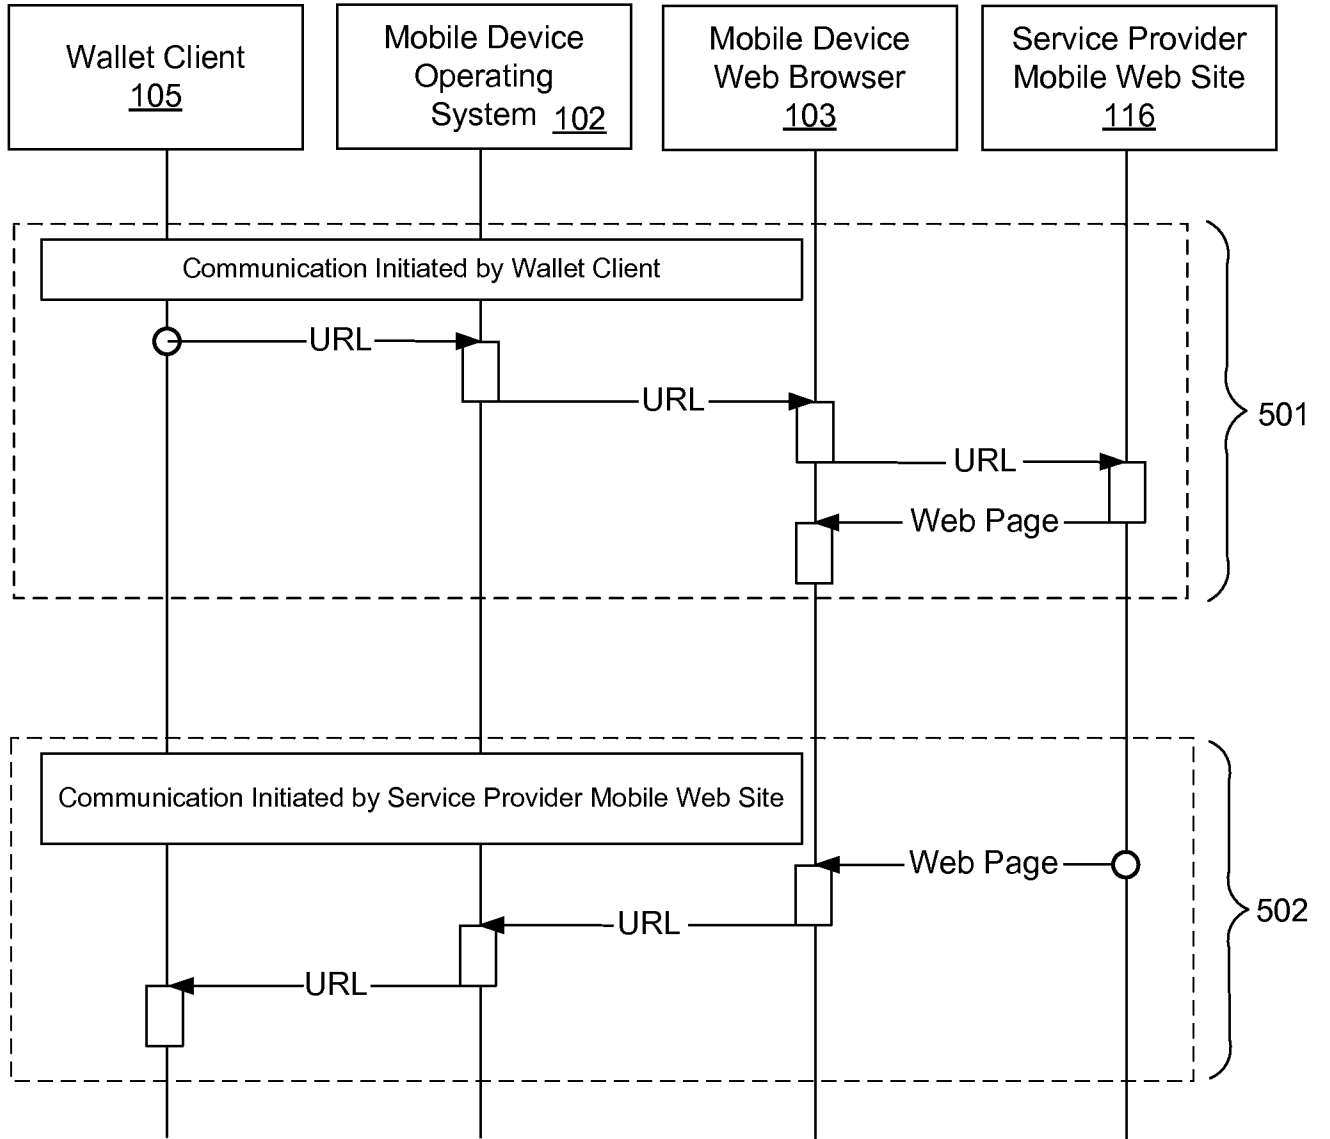 Wallet Client
105
Mobile Device
Operating
System 102
Mobile Device
Web Browser
103
Service Provider
Mobile Web Site
116
Communication Initiated by Wallet Client
URL
URL
URL
Web Page
501
Communication Initiated by Service Provider Mobile Web Site
Web Page
URL
URL
502